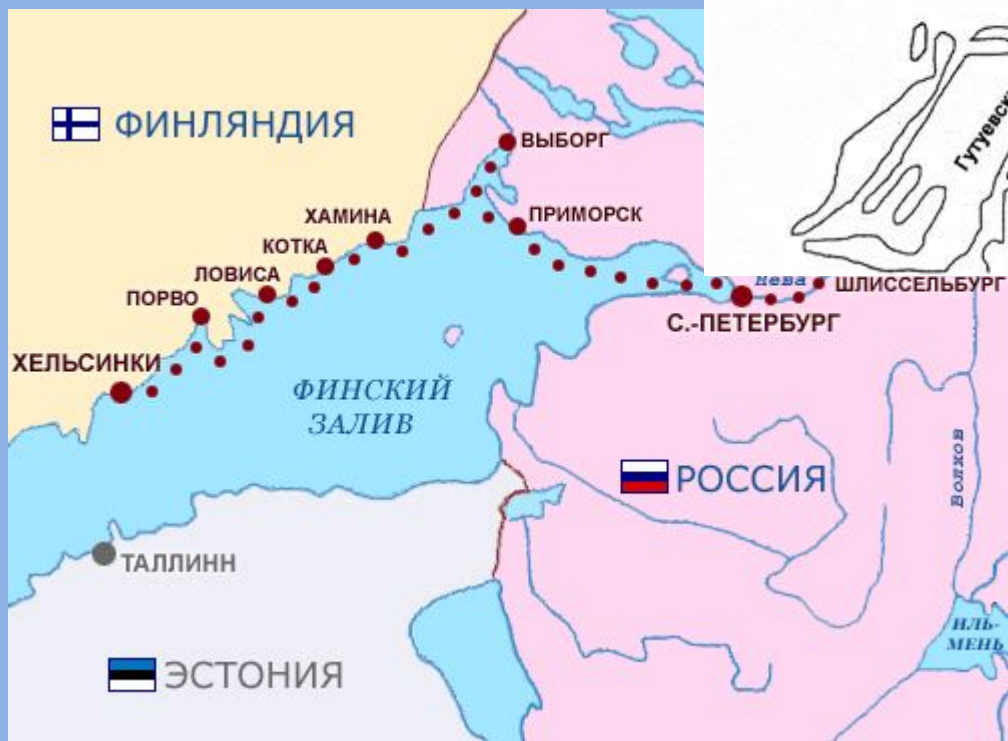 ФИНЛЯНДИЯ
ВЫБОРГ
ХАМИНА
ПРИМОРСК
КОТКА
ЛОВИСА
ПОРВО
нева
ШЛИССЕЛЬБУРГ
С.-ПЕТЕРБУРГ
ХЕЛЬСИНКИ
ФИНСКИЙ
ЗАЛИВ
РОССИЯ
Волхов
ТАЛЛИНН
ИЛЬ-
МЕНЬ
ЭСТОНИЯ